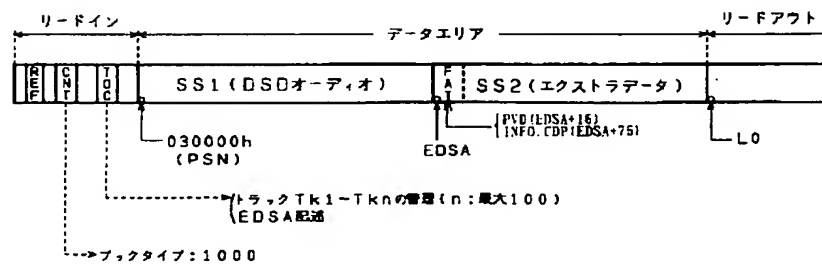 リードイン
データエリア
リードアウト
REF
CNT
TOC
SS1(DSDオーディオ)
FAT
SS2(エクストラデータ)
030000h
(PSN)
EDSA
PVD(EDSA+16)
INFO.CDP(EDSA+75)
LO
トラックTk1〜Tknの管理(n:最大100)
EDSA記述
ブックタイプ:1000